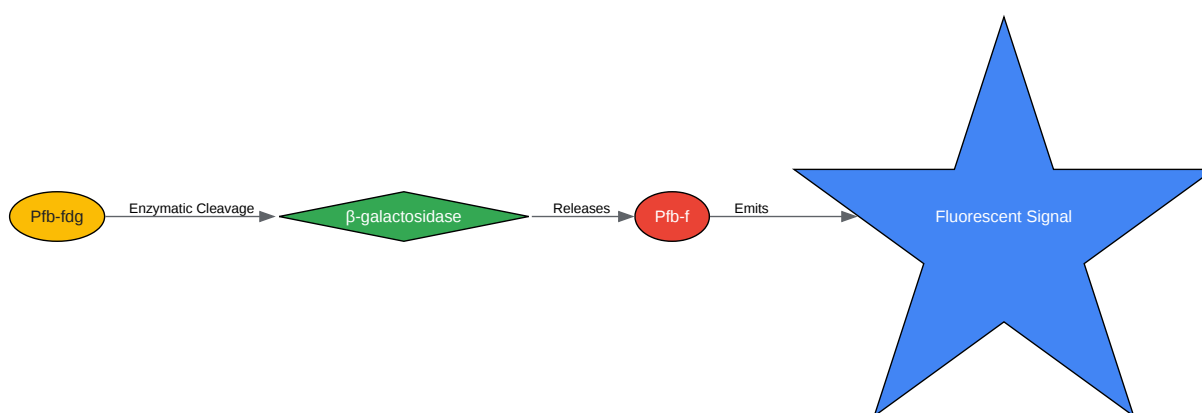 Pfb-fdg
Enzymatic Cleavage
β-galactosidase
Releases
Pfb-f
Emits
Fluorescent Signal